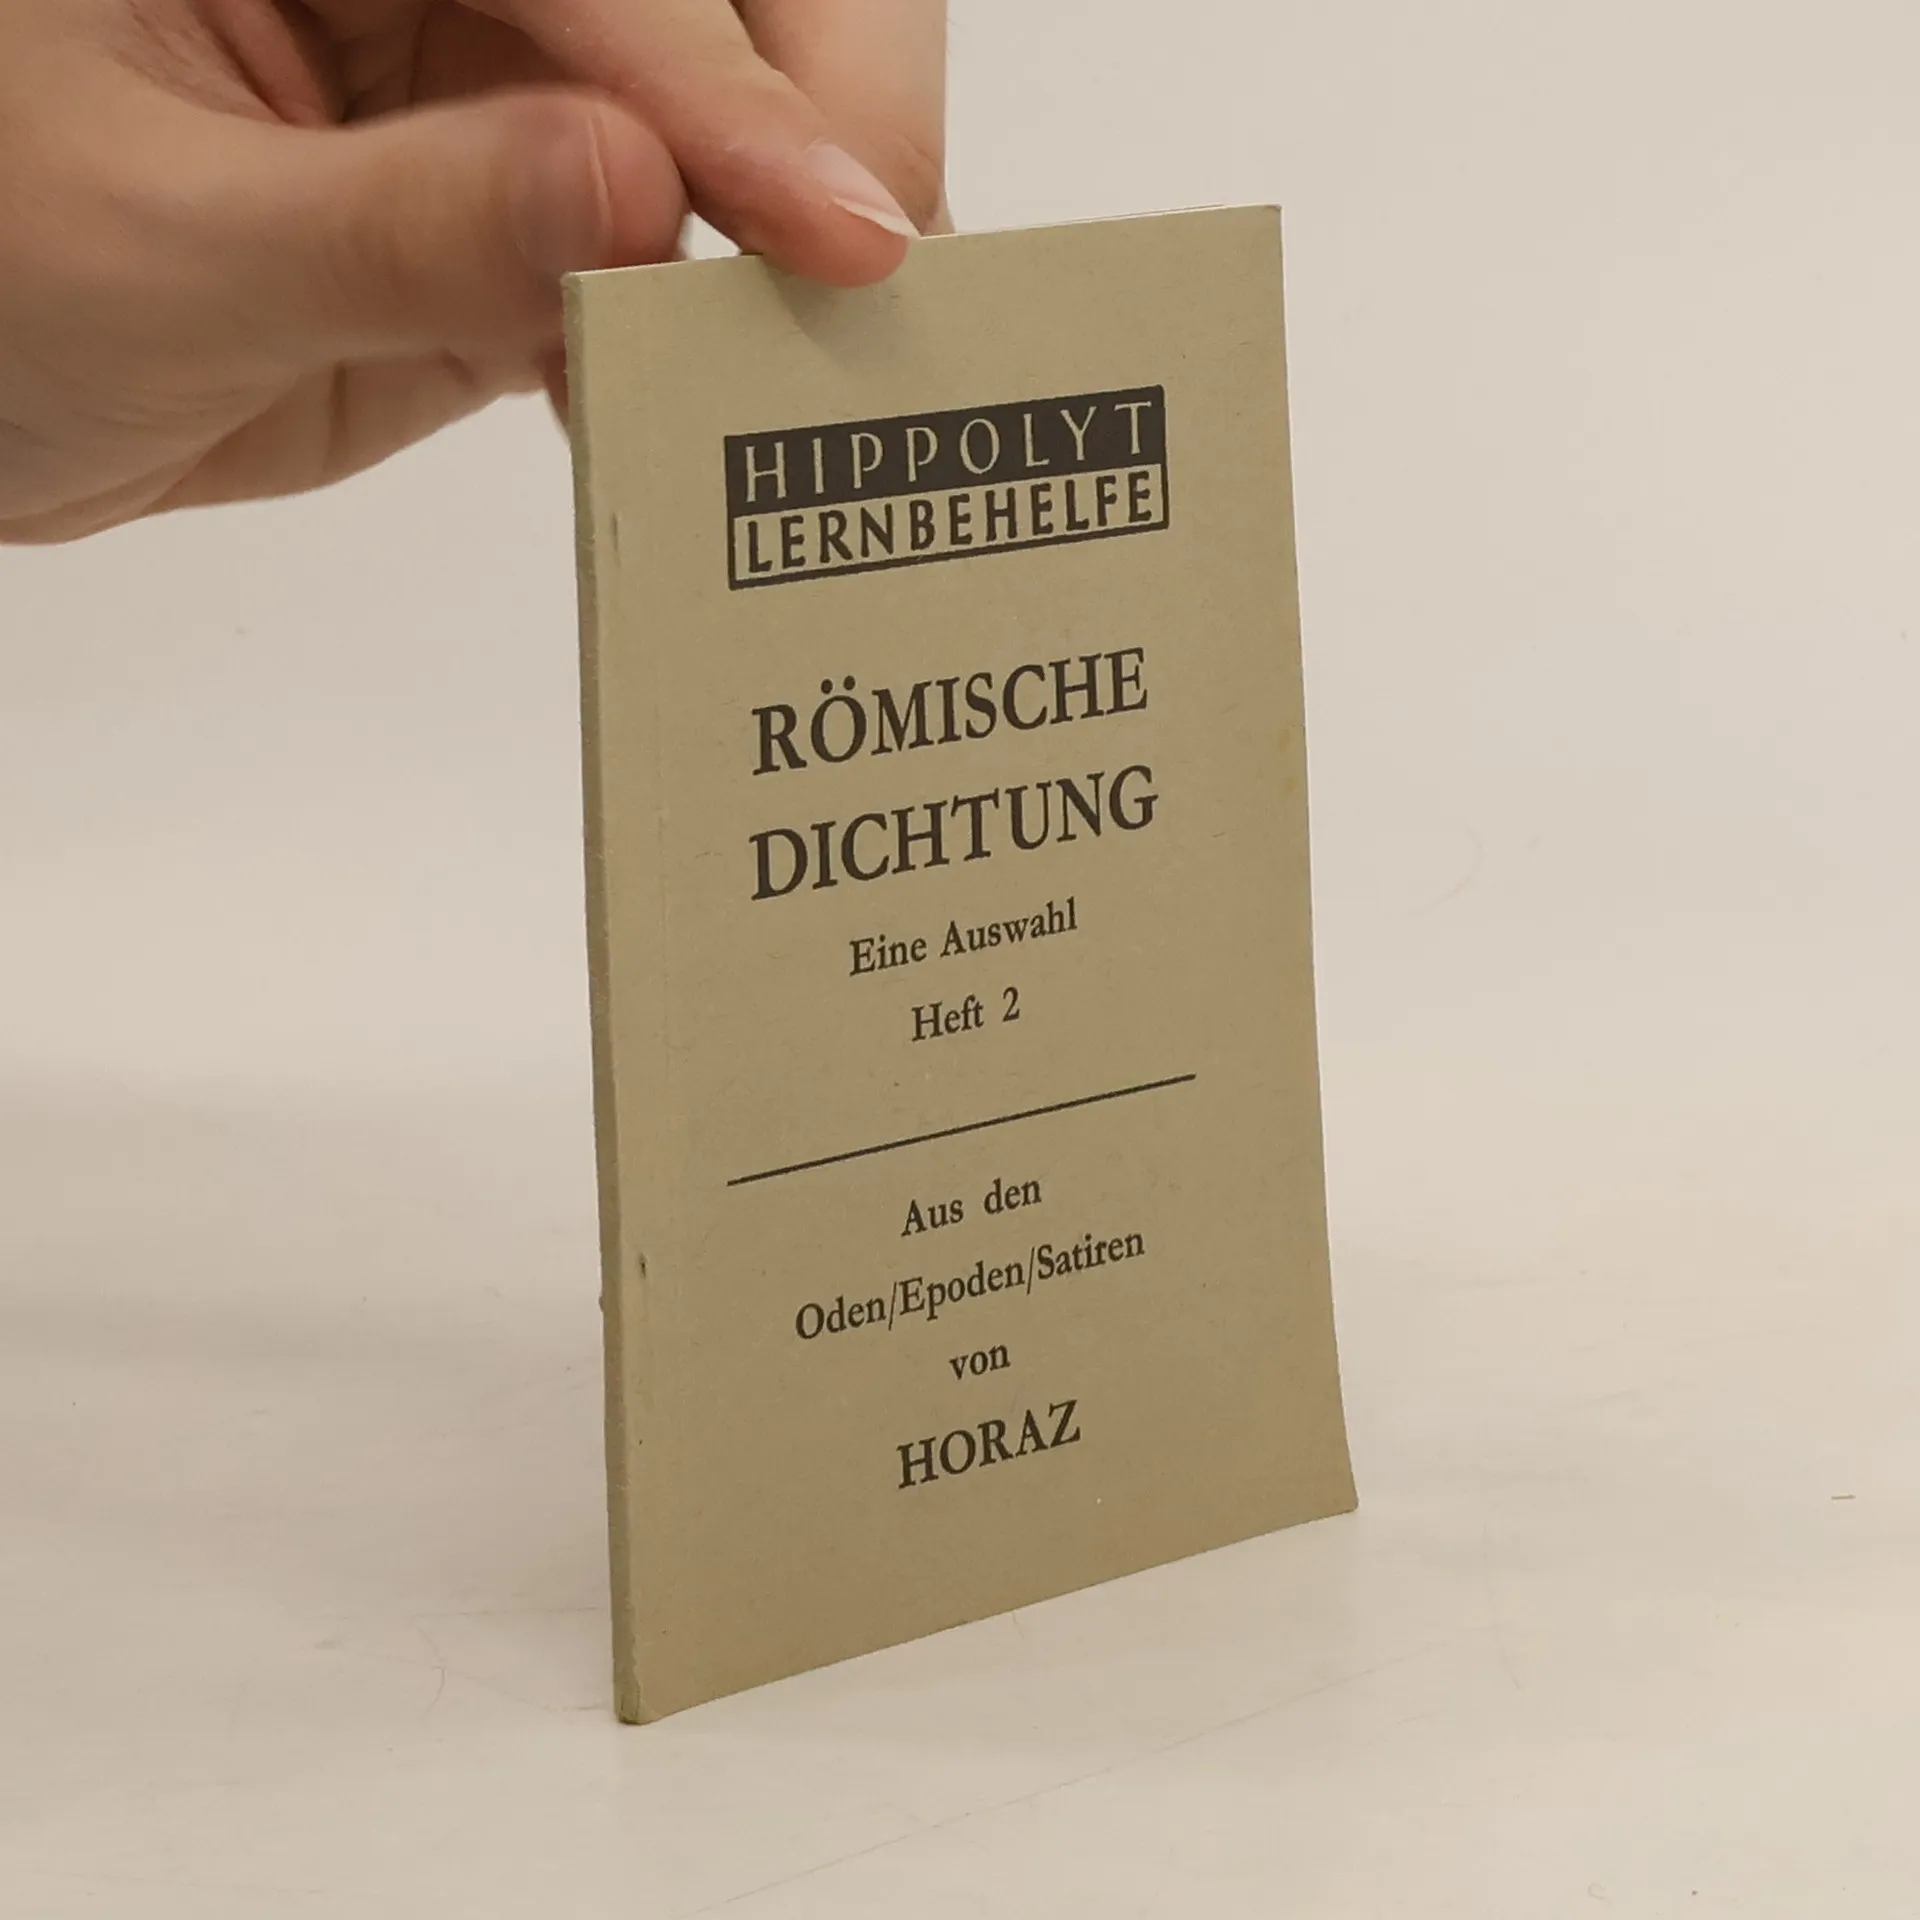 HIPPOLYT
LERNBEHELFE
RÖMISCHE
DICHTUNG
Eine Auswahl
Heft 2
Aus den
Oden/Epoden/Satiren
von
HORAZ